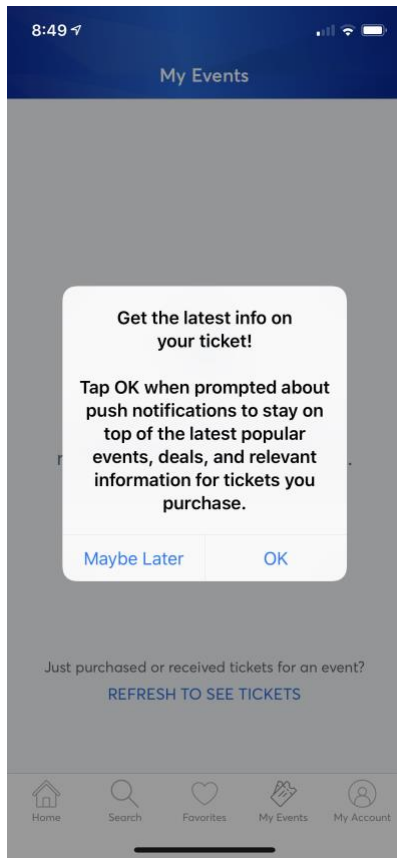 8:49
My Events
Get the latest info on
your ticket!
Tap OK when prompted about
push notifications to stay on
top of the latest popular
events, deals, and relevant
information for tickets you
purchase.
Maybe Later OK
Just purchased or received tickets for an event?
REFRESH TO SEE TICKETS
Home Search Favorites My Events My Account